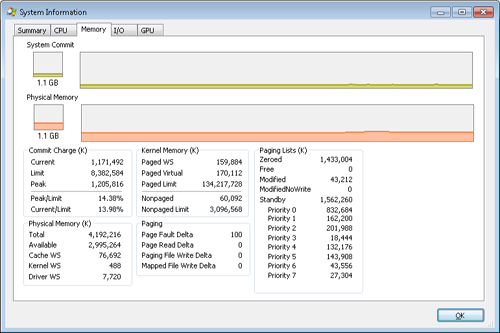 System Information
Summary CPU Memory I/O GPU
System Commit
1.1 GB
Physical Memory
1.1 GB
Commit Charge (K)
Current 1,171,492
Limit 8,382,584
Peak 1,205,816
Peak/Limit 14.38%
Current/Limit 13.98%
Physical Memory (K)
Total 4,192,216
Available 2,995,264
Cache WS 76,692
Kernel WS 488
Driver WS 7,720
Kernel Memory (K)
Paged WS 159,884
Paged Virtual 170,112
Paged Limit 134,217,728
Nonpaged 60,092
Nonpaged Limit 3,096,568
Paging
Page Fault Delta 100
Page Read Delta 0
Paging File Write Delta 0
Mapped File Write Delta 0
Paging Lists (K)
Zeroed 1,433,004
Free 0
Modified 43,212
ModifiedNoWrite 0
Standby 1,562,260
Priority 0 832,684
Priority 1 162,200
Priority 2 201,988
Priority 3 18,444
Priority 4 132,176
Priority 5 143,908
Priority 6 43,556
Priority 7 27,304
OK